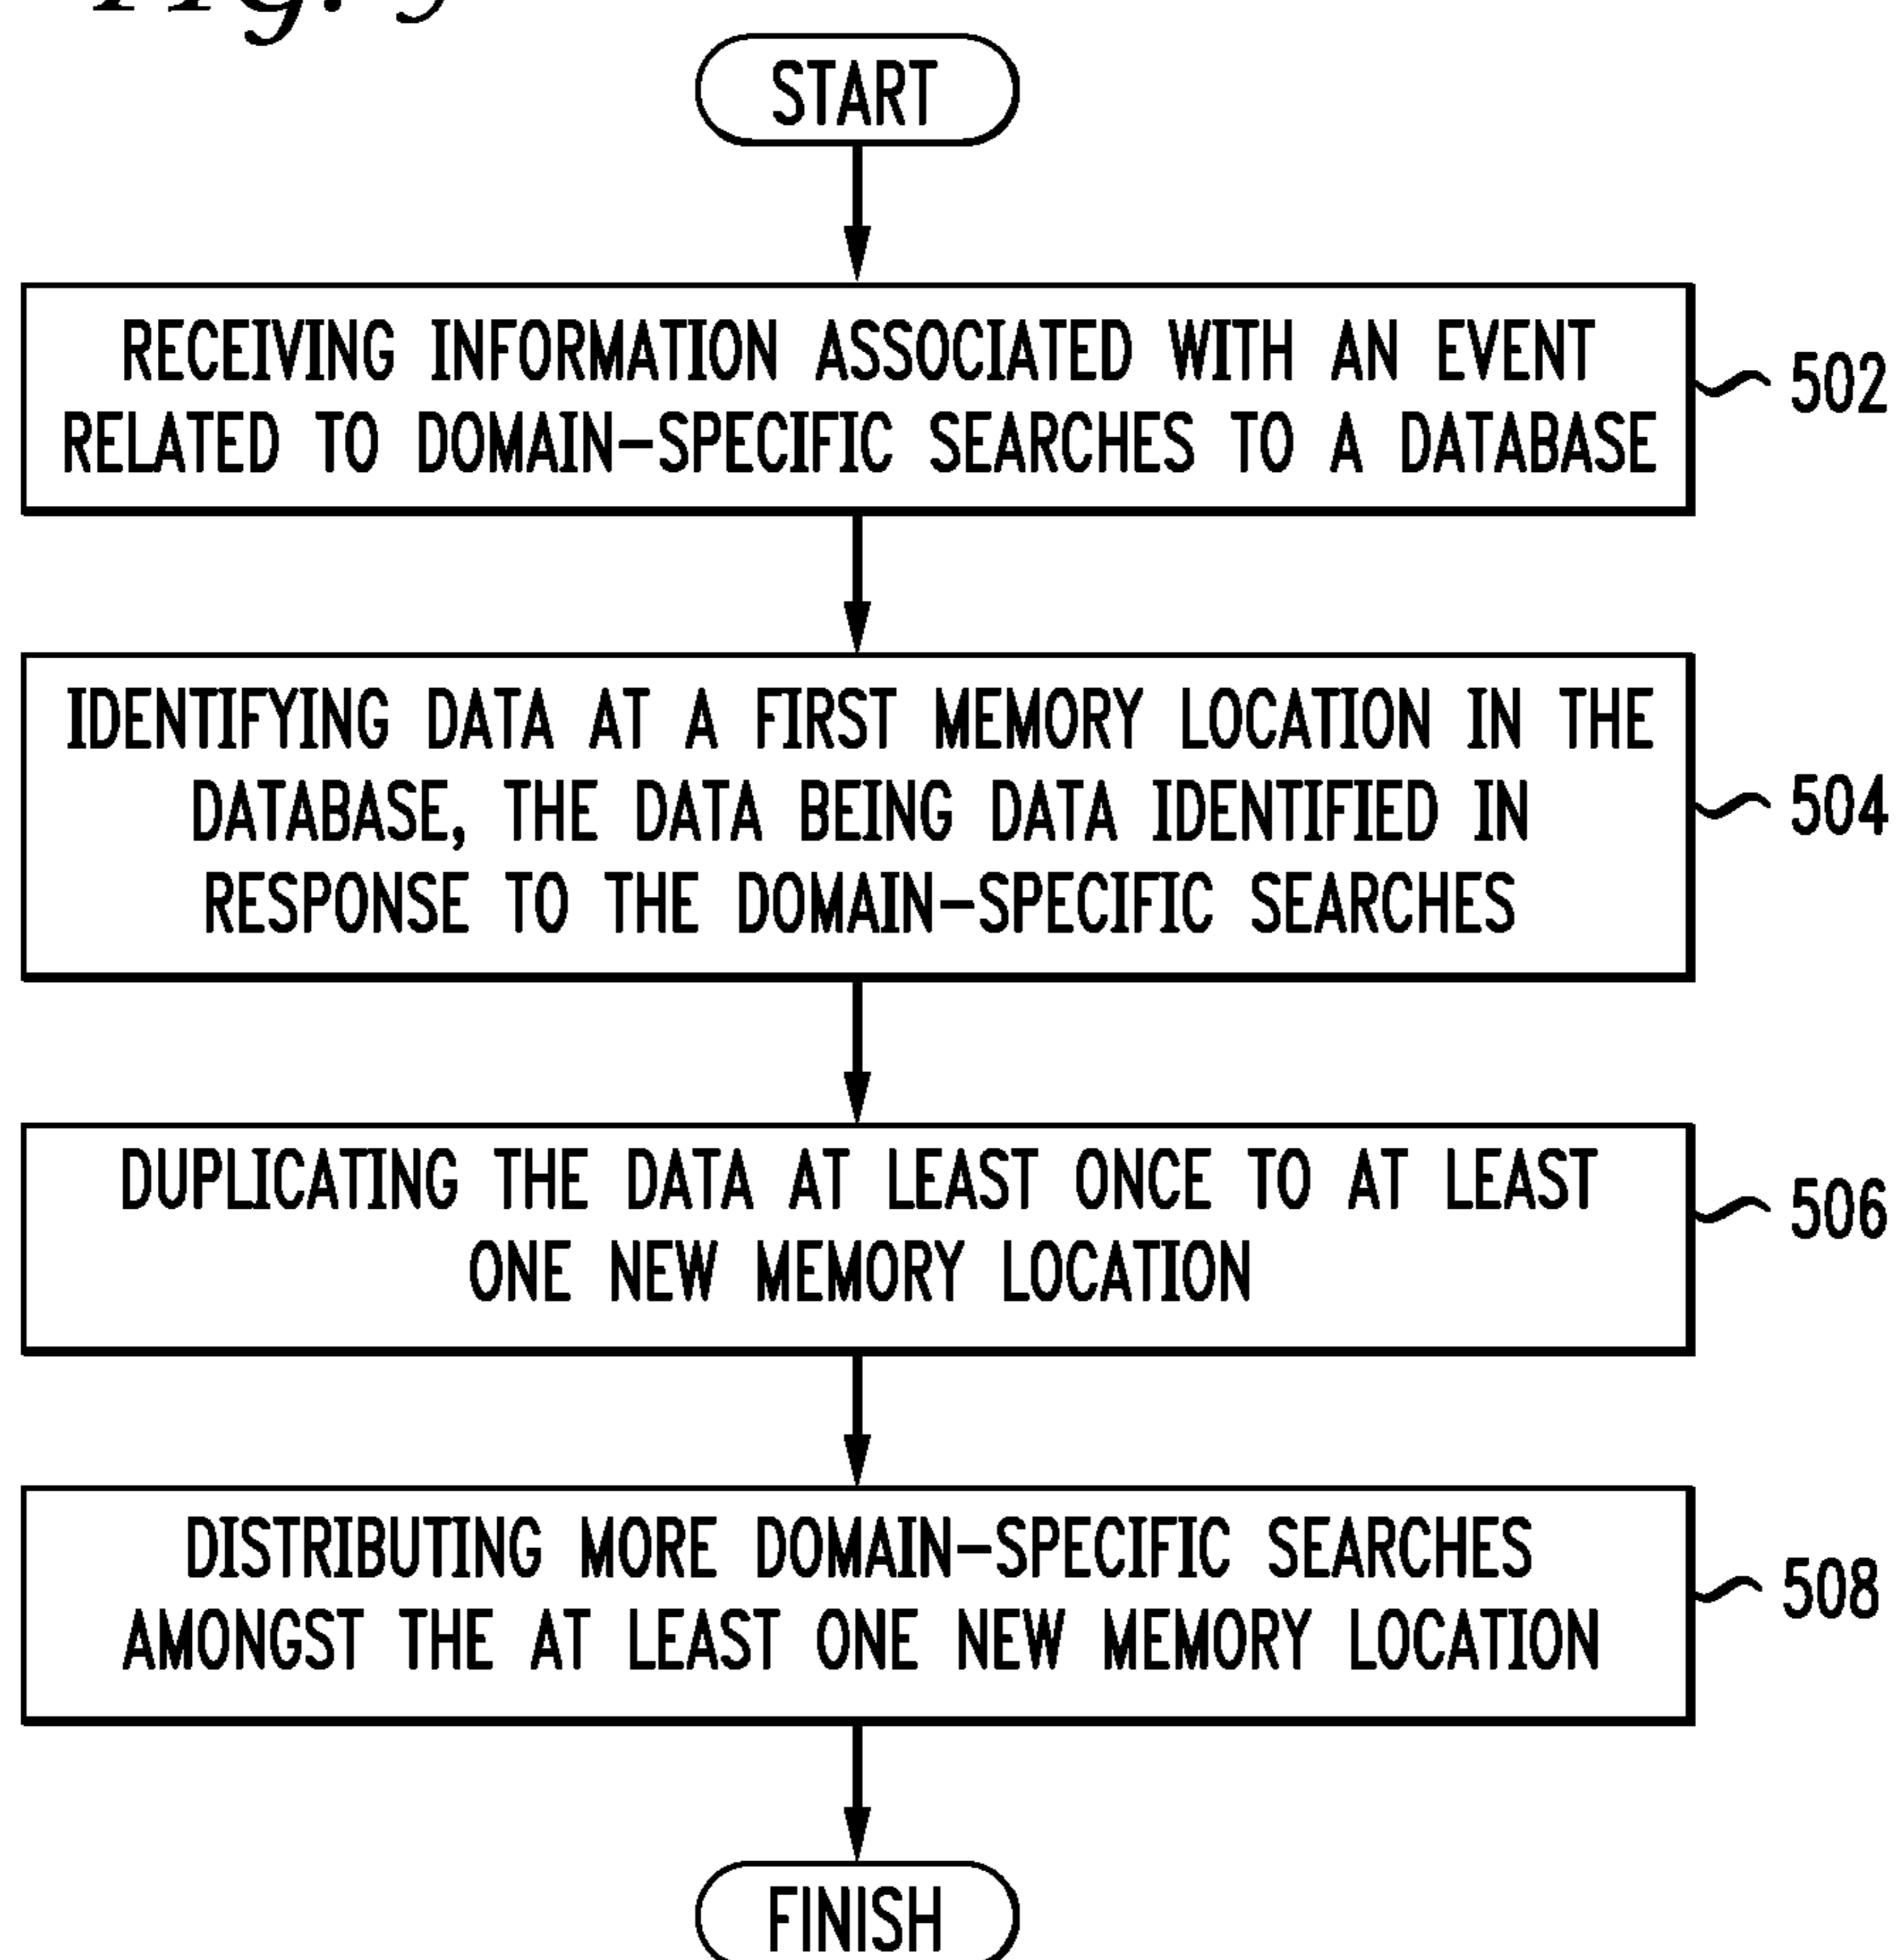 START
RECEIVING INFORMATION ASSOCIATED WITH AN EVENT
RELATED TO DOMAIN-SPECIFIC SEARCHES TO A DATABASE
502
IDENTIFYING DATA AT A FIRST MEMORY LOCATION IN THE
DATABASE, THE DATA BEING DATA IDENTIFIED IN
RESPONSE TO THE DOMAIN-SPECIFIC SEARCHES
504
DUPLICATING THE DATA AT LEAST ONCE TO AT LEAST
ONE NEW MEMORY LOCATION
506
DISTRIBUTING MORE DOMAIN-SPECIFIC SEARCHES
AMONGST THE AT LEAST ONE NEW MEMORY LOCATION
508
FINISH